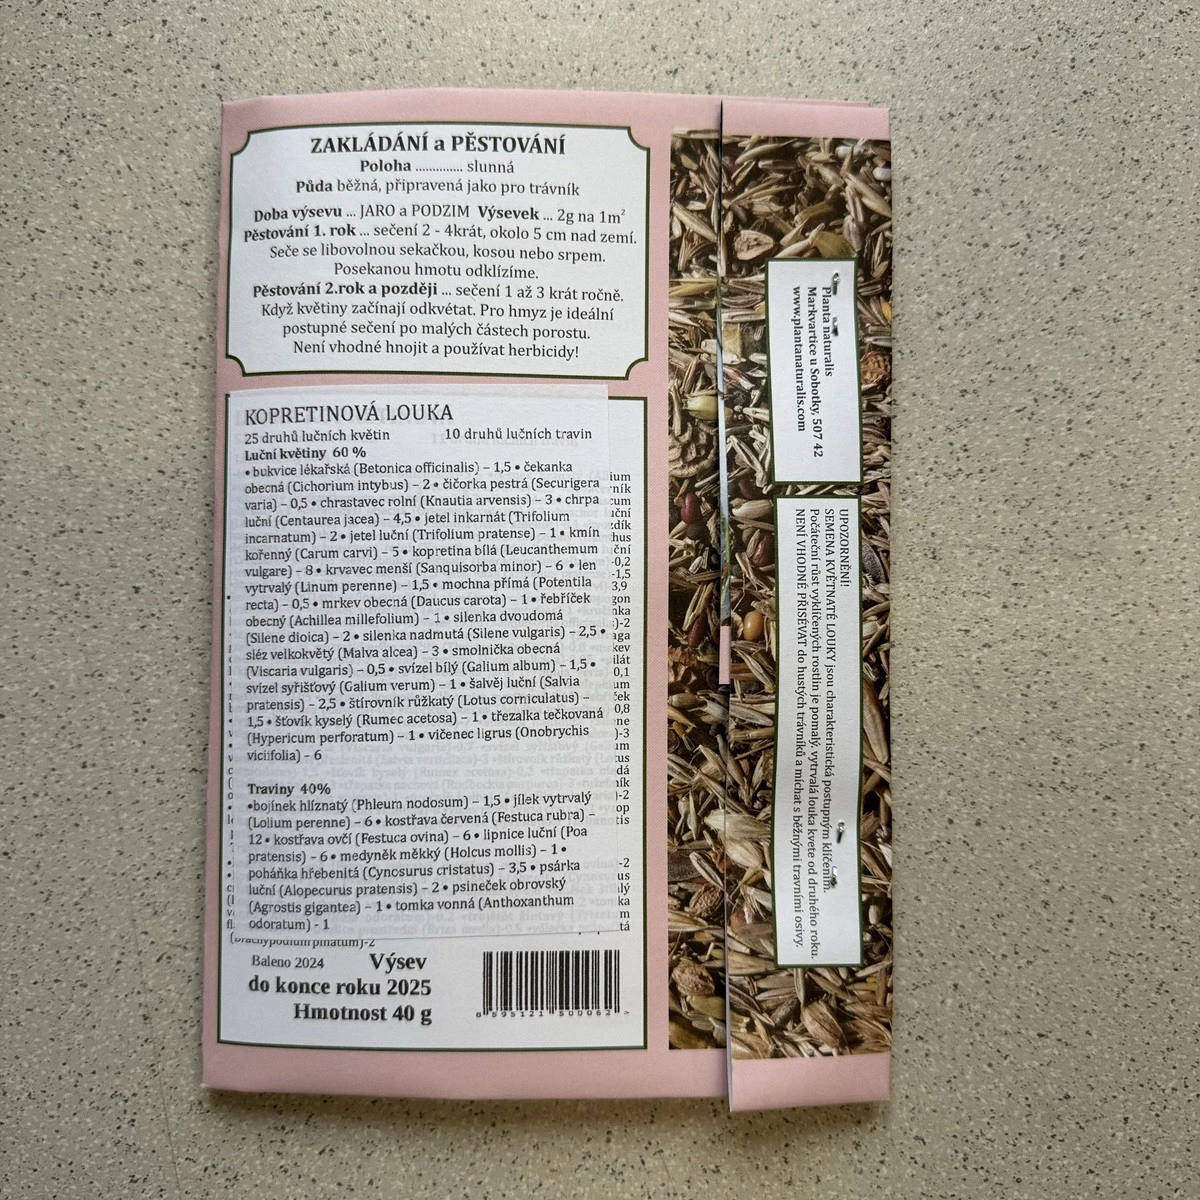 ZAKLÁDÁNÍ a PĚSTOVÁNÍ
Poloha .............. slunná
Půda běžná, připravená jako pro trávník
Doba výsevu ... JARO a PODZIM Výsevek ... 2g na 1m²
Pěstování 1. rok ... sečení 2 - 4krát, okolo 5 cm nad zemí.
Seče se libovolnou sekačkou, kosou nebo srpem.
Posekanou hmotu odklízíme.
Pěstování 2.rok a později ... sečení 1 až 3 krát ročně.
Když květiny začínají odkvétat. Pro hmyz je ideální
postupné sečení po malých částech porostu.
Není vhodné hnojit a používat herbicidy!
KOPRETINOVÁ LOUKA
25 druhů lučních květin 10 druhů lučních travin
Luční květiny 60 %
• bukvice lékařská (Betonica officinalis) – 1,5 • čekanka
obecná (Cichorium intybus) – 2 • čičorka pestrá (Securigera
varia) – 0,5 • chrastavec rolní (Knautia arvensis) – 3 • chrpa
luční (Centaurea jacea) – 4,5 • jetel inkarnát (Trifolium
incarnatum) – 2 • jetel luční (Trifolium pratense) – 1 • kmín
kořenný (Carum carvi) – 5 • kopretina bílá (Leucanthemum
vulgare) – 8 • krvavec menší (Sanquisorba minor) – 6 • len
vytrvalý (Linum perenne) – 1,5 • mochna přímá (Potentila
recta) – 0,5 • mrkev obecná (Daucus carota) – 1 • řebříček
obecný (Achillea millefolium) – 1 • silenka dvoudomá
(Silene dioica) – 2 • silenka nadmutá (Silene vulgaris) – 2,5 •
sléz velkokvětý (Malva alcea) – 3 • smolnička obecná
(Viscaria vulgaris) – 0,5 • svízel bílý (Galium album) – 1,5 •
svízel syřišťový (Galium verum) – 1 • šalvěj luční (Salvia
pratensis) – 2,5 • štírovník růžkatý (Lotus corniculatus) –
1,5 • šťovík kyselý (Rumec acetosa) – 1 • třezalka tečkovaná
(Hypericum perforatum) – 1 • vičenec ligrus (Onobrychis
viciifolia) – 6
Traviny 40%
•bojínek hlíznatý (Phleum nodosum) – 1,5 • jílek vytrvalý
(Lolium perenne) – 6 • kostřava červená (Festuca rubra) –
12 • kostřava ovčí (Festuca ovina) – 6 • lipnice luční (Poa
pratensis) – 6 • medyněk měkký (Holcus mollis) – 1 •
poháňka hřebenitá (Cynosurus cristatus) – 3,5 • psárka
luční (Alopecurus pratensis) – 2 • psineček obrovský
(Agrostis gigantea) – 1 • tomka vonná (Anthoxanthum
odoratum) - 1
(Brachypodium pinatum)-2
Baleno 2024 Výsev
do konce roku 2025
Hmotnost 40 g
8 595121 500062 >
Planta naturalis
Markvartice u Sobotky, 507 42
www.plantanaturalis.com
UPOZORNĚNÍ!
SEMENA KVĚTNATÉ LOUKY jsou charakteristická postupným klíčením.
Počáteční růst vyklíčených rostlin je pomalý, vytrvalá louka kvete od druhého roku.
NENÍ VHODNÉ PŘISÉVAT do hustých trávníků a míchat s běžnými travními osivy.